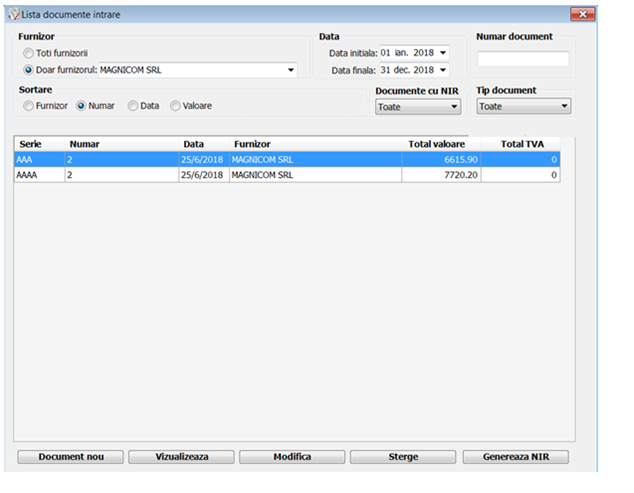 Lista documente intrare
Furnizor
Toti furnizorii
Doar furnizorul: MAGNICOM SRL
Data
Data initiala: 01 ian. 2018
Data finala: 31 dec. 2018
Numar document
Sortare
Furnizor Numar Data Valoare
Documente cu NIR
Toate
Tip document
Toate
Serie Numar Data Furnizor Total valoare Total TVA
AAA 2 25/6/2018 MAGNICOM SRL 6615.90 0
AAAA 2 25/6/2018 MAGNICOM SRL 7720.20 0
Document nou Vizualizeaza Modifica Sterge Genereaza NIR